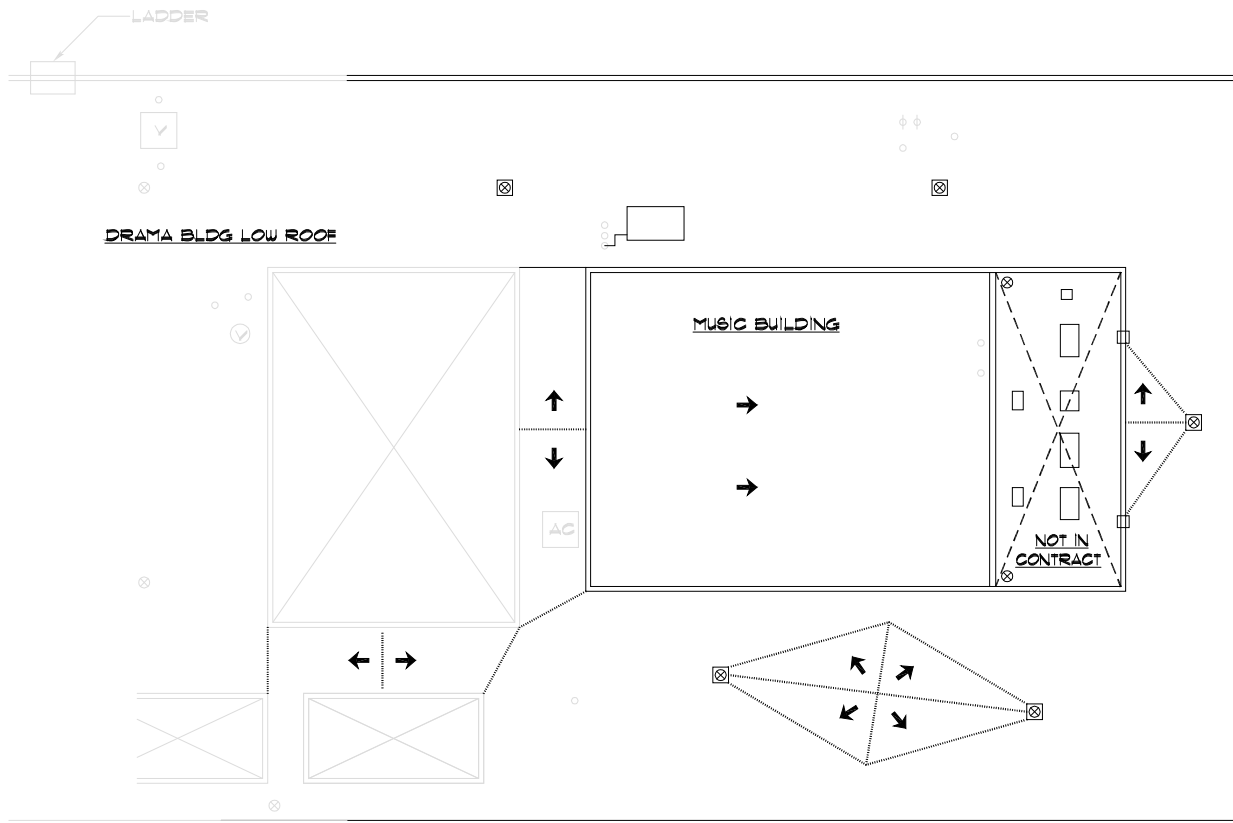 LADDER
DRAMA BLDG LOW ROOF
MUSIC BUILDING
AC
NOT IN
CONTRACT